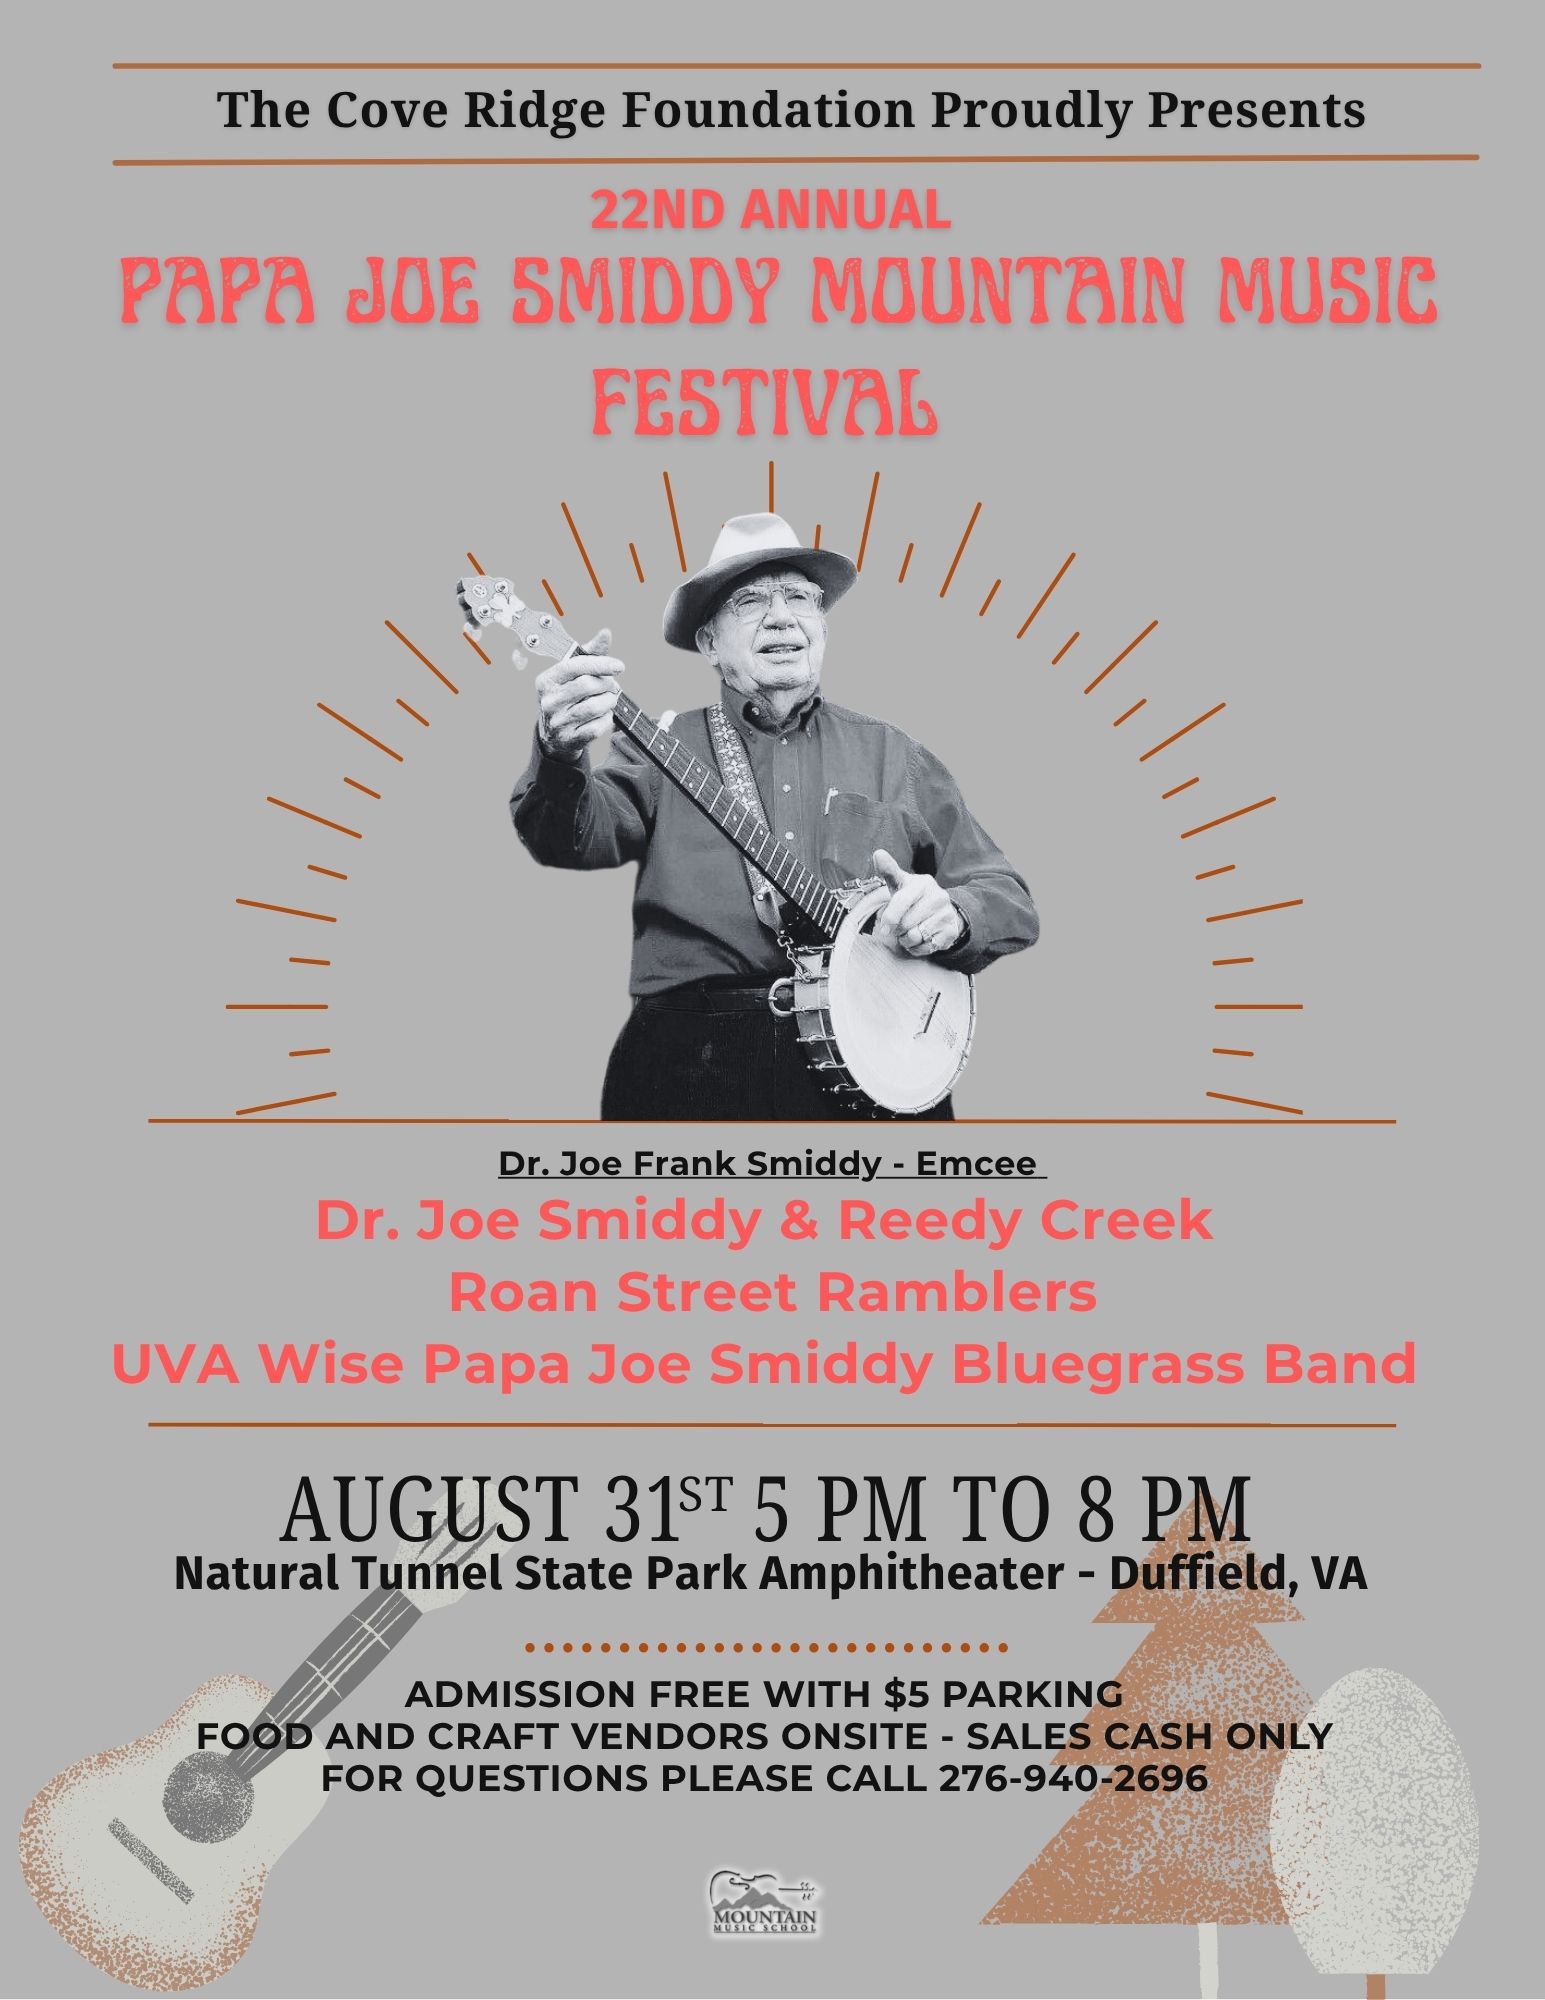 The Cove Ridge Foundation Proudly Presents
22ND ANNUAL
PAPA JOE SMIDDY MOUNTAIN MUSIC
FESTIVAL
Dr. Joe Frank Smiddy - Emcee
Dr. Joe Smiddy & Reedy Creek
Roan Street Ramblers
UVA Wise Papa Joe Smiddy Bluegrass Band
AUGUST 31ST 5 PM TO 8 PM
Natural Tunnel State Park Amphitheater - Duffield, VA
ADMISSION FREE WITH $5 PARKING
FOOD AND CRAFT VENDORS ONSITE - SALES CASH ONLY
FOR QUESTIONS PLEASE CALL 276-940-2696
MOUNTAIN
MUSIC SCHOOL